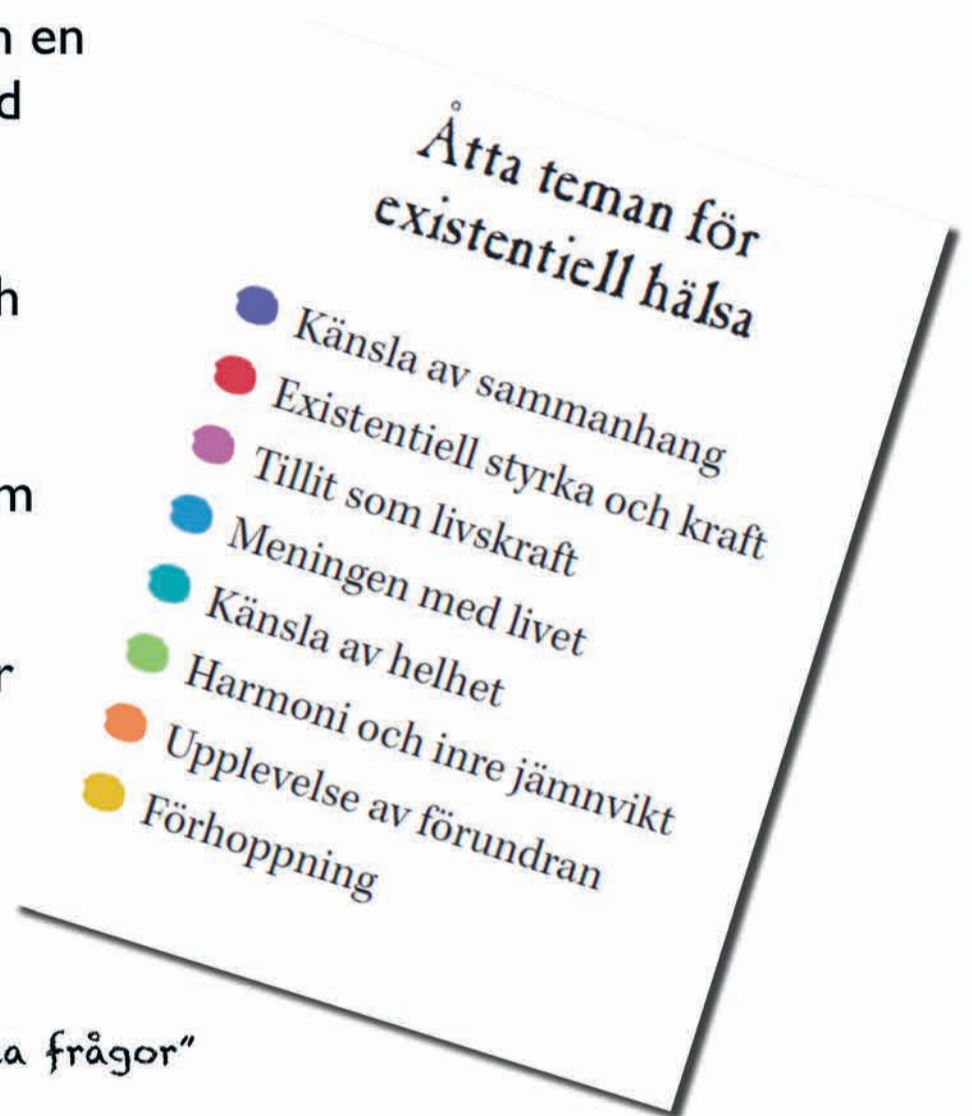 en
Åtta teman för
existentiell hälsa
Känsla av sammanhang
Existentiell styrka och kraft
Tillit som livskraft
Meningen med livet
Känsla av helhet
Harmoni och inre jämnvikt
Upplevelse av förundran
Förhoppning
frågor”